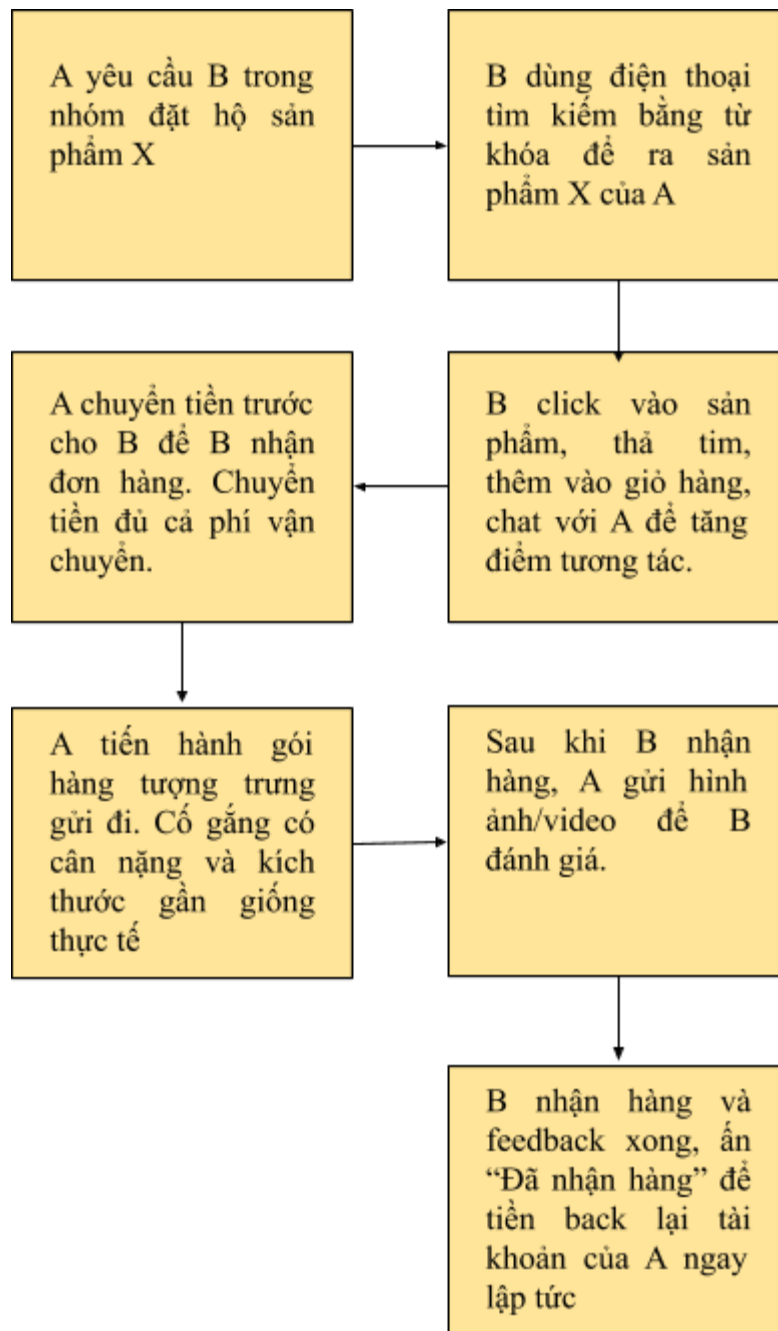 A yêu cầu B trong
nhóm đặt hộ sản
phẩm X
B dùng điện thoại
tìm kiếm bằng từ
khóa để ra sản
phẩm X của A
B click vào sản
phẩm, thả tim,
thêm vào giỏ hàng,
chat với A để tăng
điểm tương tác.
A chuyển tiền trước
cho B để B nhận
đơn hàng. Chuyển
tiền đủ cả phí vận
chuyển.
A tiến hành gói
hàng tượng trưng
gửi đi. Cố gắng có
cân nặng và kích
thước gần giống
thực tế
Sau khi B nhận
hàng, A gửi hình
ảnh/video để B
đánh giá.
B nhận hàng và
feedback xong, ấn
“Đã nhận hàng” để
tiền back lại tài
khoản của A ngay
lập tức